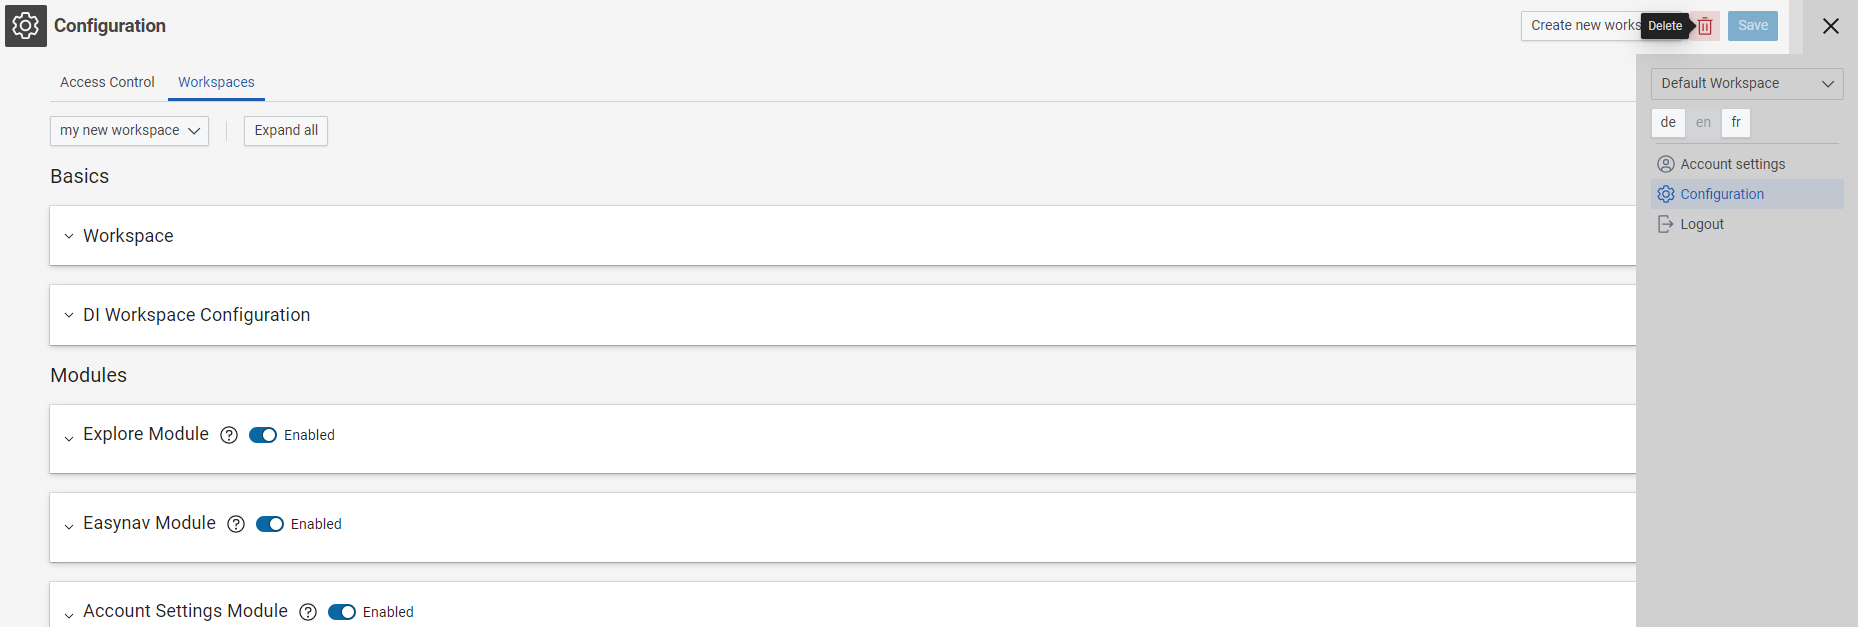 Configuration
Create new works
Delete
Save
Access Control
Workspaces
my new workspace
Expand all
Basics
Workspace
DI Workspace Configuration
Modules
Explore Module
Enabled
Easynav Module
Enabled
Account Settings Module
Enabled
Default Workspace
de
en
fr
Account settings
Configuration
Logout